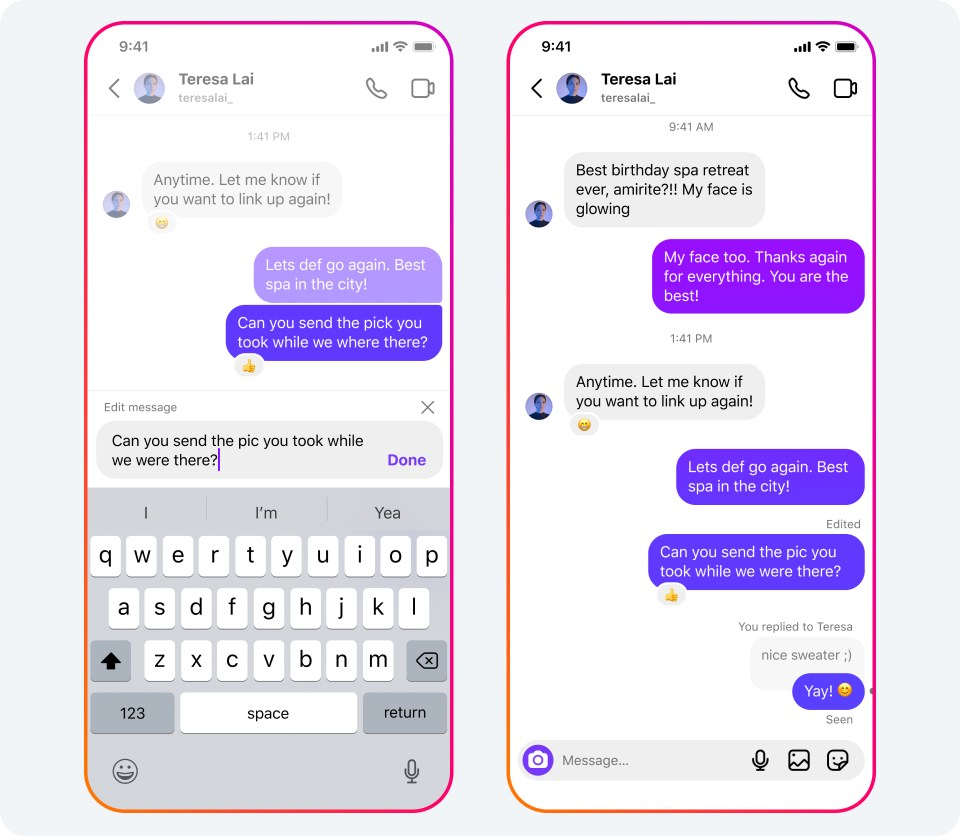 9:41
Teresa Lai
teresalai_
1:41 PM
Anytime. Let me know if
you want to link up again!
Lets def go again. Best
spa in the city!
Can you send the pick you
took while we where there?
Edit message
Can you send the pic you took while
we were there?
Done
I I'm Yea
q w e r t y u i o p
a s d f g h j k l
z x c v b n m
123 space return
9:41
Teresa Lai
teresalai_
9:41 AM
Best birthday spa retreat
ever, amirite?!! My face is
glowing
My face too. Thanks again
for everything. You are the
best!
1:41 PM
Anytime. Let me know if
you want to link up again!
Lets def go again. Best
spa in the city!
Edited
Can you send the pic you
took while we were there?
You replied to Teresa
nice sweater ;)
Yay! 😊
Seen
Message...